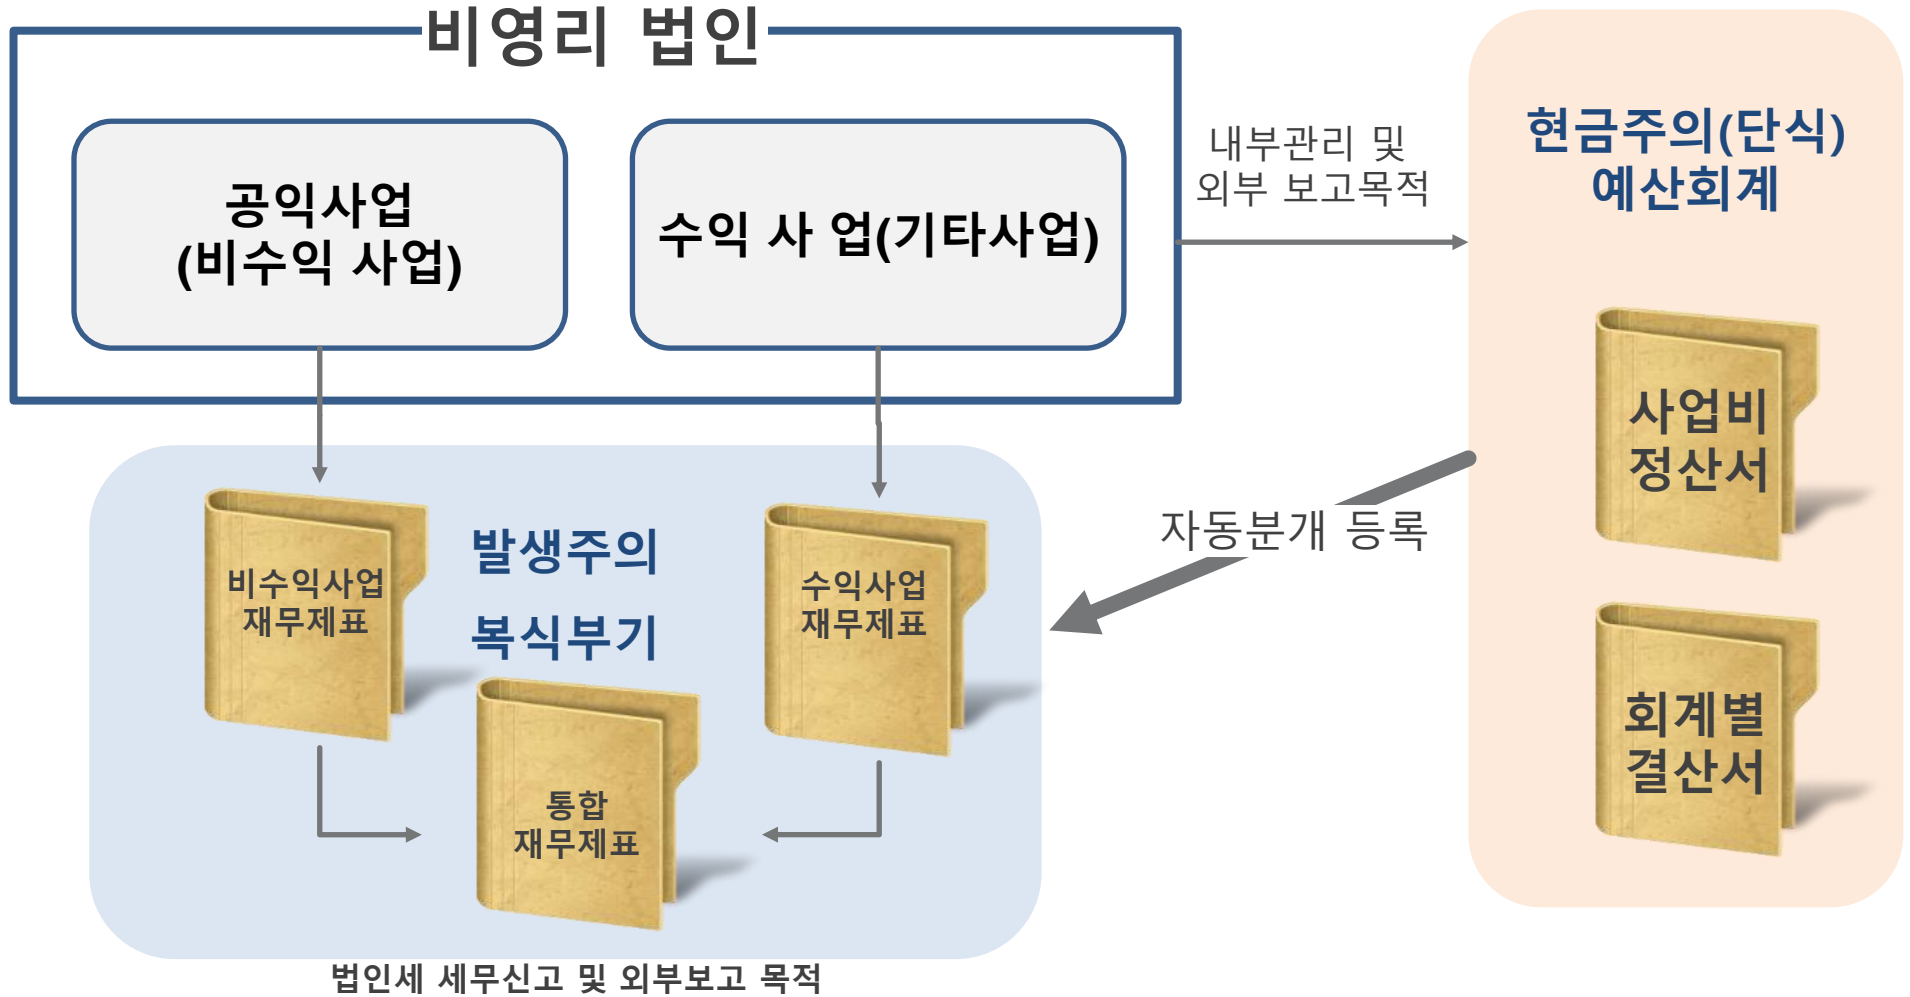 비영리 법인
공익사업
(비수익 사업)
수익 사 업(기타사업)
내부관리 및
외부 보고목적
현금주의(단식)
예산회계
사업비
정산서
회계별
결산서
자동분개 등록
발생주의
복식부기
비수익사업
재무제표
수익사업
재무제표
통합
재무제표
법인세 세무신고 및 외부보고 목적